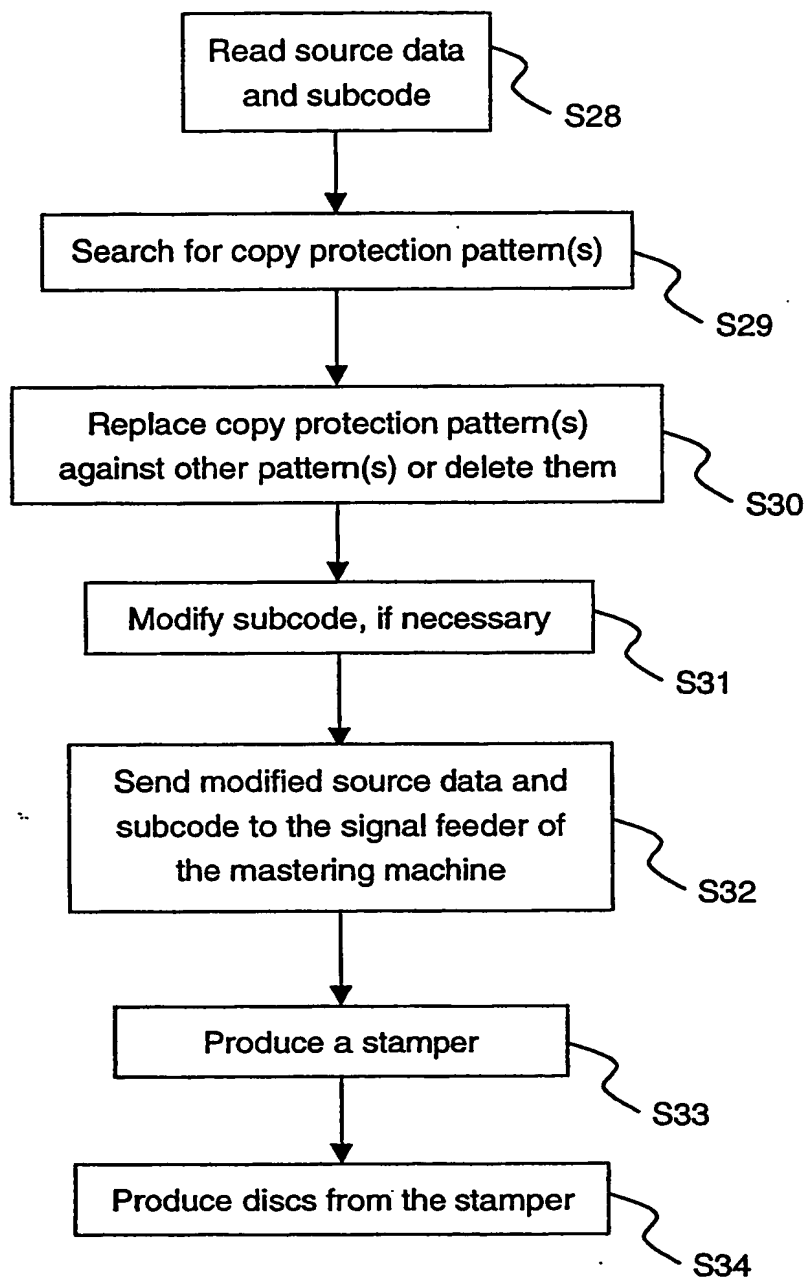 Read source data
and subcode
S28
Search for copy protection pattern(s)
S29
Replace copy protection pattern(s)
against other pattern(s) or delete them
S30
Modify subcode, if necessary
S31
Send modified source data and
subcode to the signal feeder of
the mastering machine
S32
Produce a stamper
S33
Produce discs from the stamper
S34